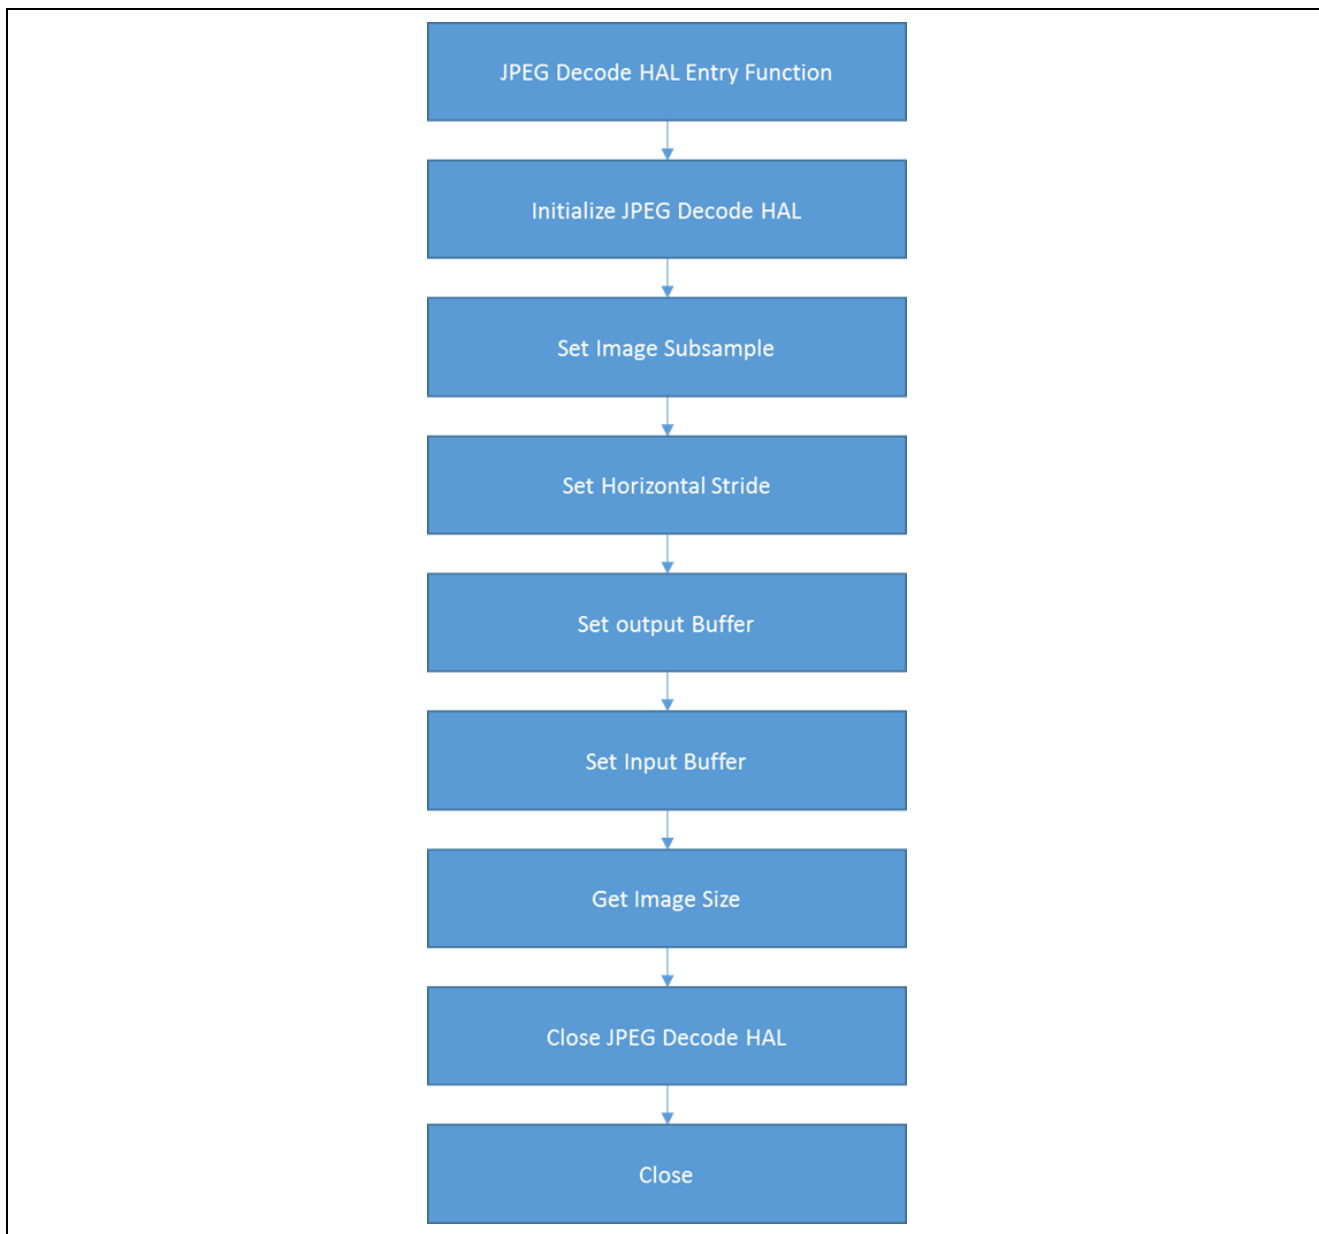 JPEG Decode HAL Entry Function
Initialize JPEG Decode HAL
Set Image Subsample
Set Horizontal Stride
Set output Buffer
Set Input Buffer
Get Image Size
Close JPEG Decode HAL
Close